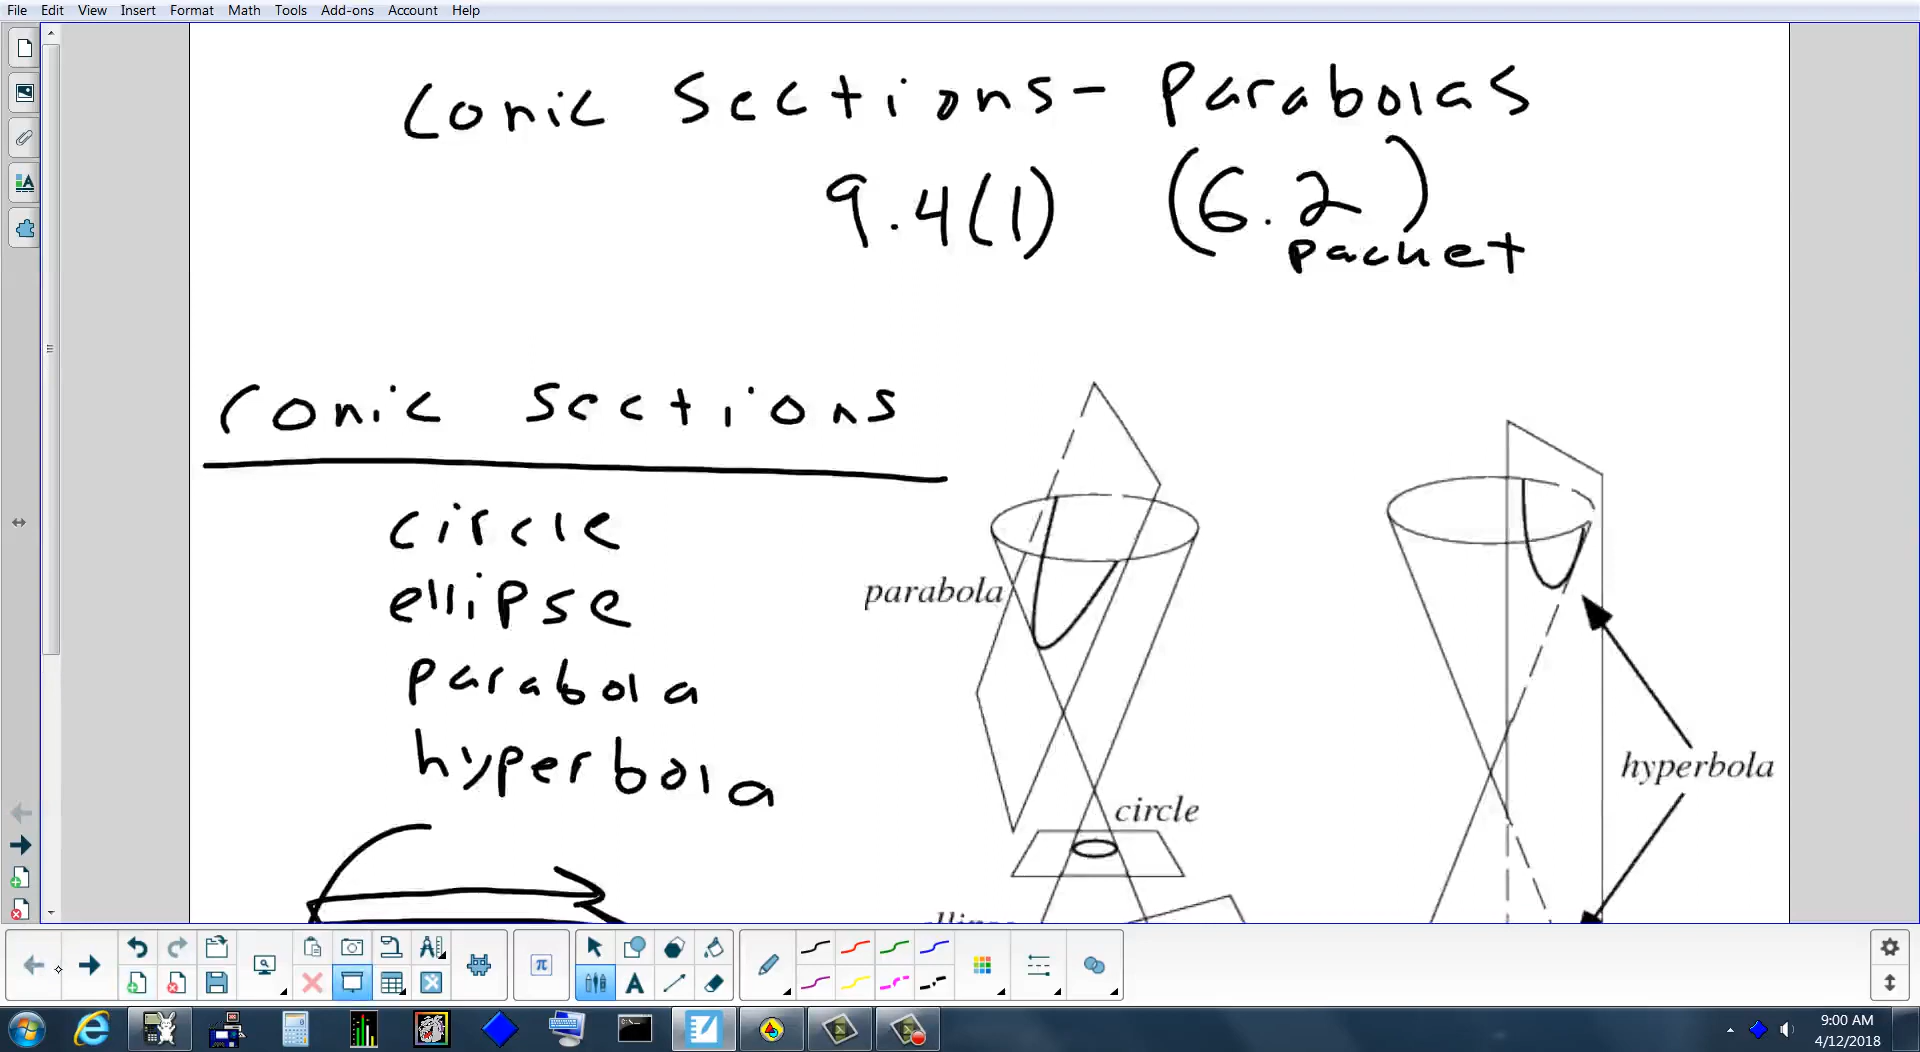 File Edit View Insert Format Math Tools Add-ons Account Help
Conic Sections - Parabolas
9.4(1) (6.2)
packet
Conic Sections
circle
ellipse
parabola
hyperbola
parabola
circle
hyperbola
9:00 AM
4/12/2018